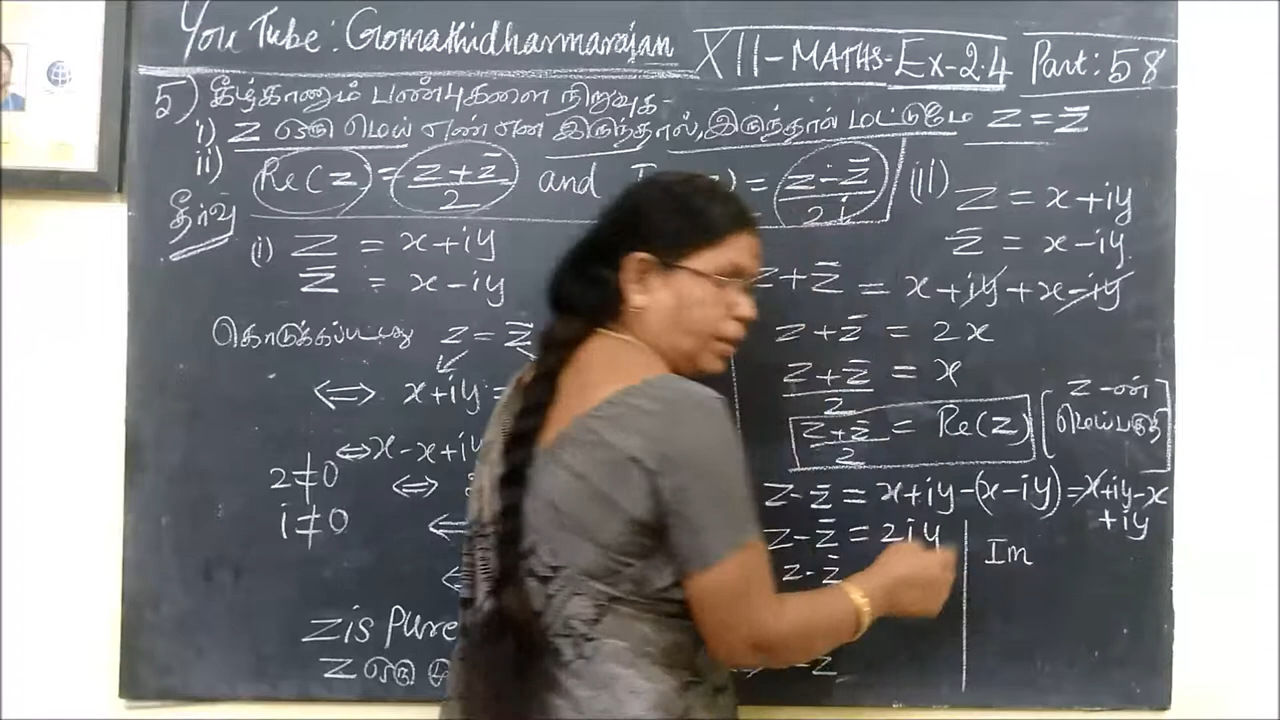 YouTube: Gomathidharmarajan XII-MATHS-Ex-2.4 Part: 58
5) கீழ்காணும் பண்புகளை நிறுவுக-
i) Z ஒரு மெய் எண் என இருந்தால், இருந்தால் மட்டுமே Z = z̄
ii) Re(z) = (z + z̄)/2 and = (z - z̄)/2i
தீர்வு
(i) Z = x+iy
Z̄ = x-iy
கொடுக்கப்பட்டது z = z̄
⇔ x+iy =
⇔ x-x+iy
2≠0 ⇔
i≠0 ⇔
⇔
Z is Pure
Z ஒரு
(ii) Z = x+iy
z̄ = x-iy
z+z̄ = x+iy+x-iy
z+z̄ = 2x
(z+z̄)/2 = x
(z+z̄)/2 = Re(z) [z-ன் மெய்பகுதி]
z-z̄ = x+iy-(x-iy) = x+iy-x
+iy
z-z̄ = 2iy
z-z̄
Im